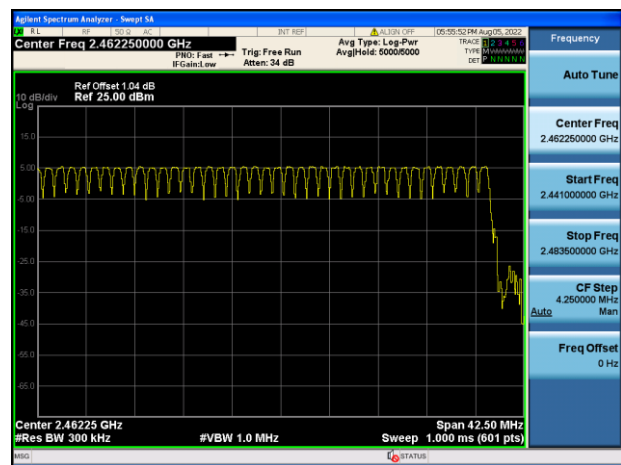 Agilent Spectrum Analyzer - Swept SA
LXI RL RF 50 Ω AC INT REF ALIGN OFF 05:55:52 PM Aug 05, 2022
Center Freq 2.462250000 GHz
PNO: Fast
IFGain:Low
Trig: Free Run
Atten: 34 dB
Avg Type: Log-Pwr
Avg|Hold: 5000/5000
TRACE 1 2 3 4 5 6
TYPE M
DET P N N N N N
Ref Offset 1.04 dB
10 dB/div Ref 25.00 dBm
Log
15.0
5.00
-5.00
-15.0
-25.0
-35.0
-45.0
-55.0
-65.0
Center 2.46225 GHz Span 42.50 MHz
#Res BW 300 kHz #VBW 1.0 MHz Sweep 1.000 ms (601 pts)
MSG STATUS
Frequency
Auto Tune
Center Freq
2.462250000 GHz
Start Freq
2.441000000 GHz
Stop Freq
2.483500000 GHz
CF Step
4.250000 MHz
Auto Man
Freq Offset
0 Hz